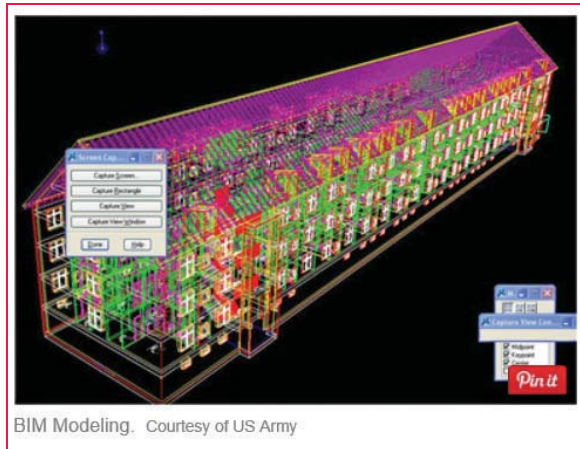 Screen Cap...
Capture Screen...
Capture Rectangle
Capture View
Capture View Window
Done
Help
Capture View Con...
Midpoint
Keypoint
Center
Pin it
BIM Modeling. Courtesy of US Army